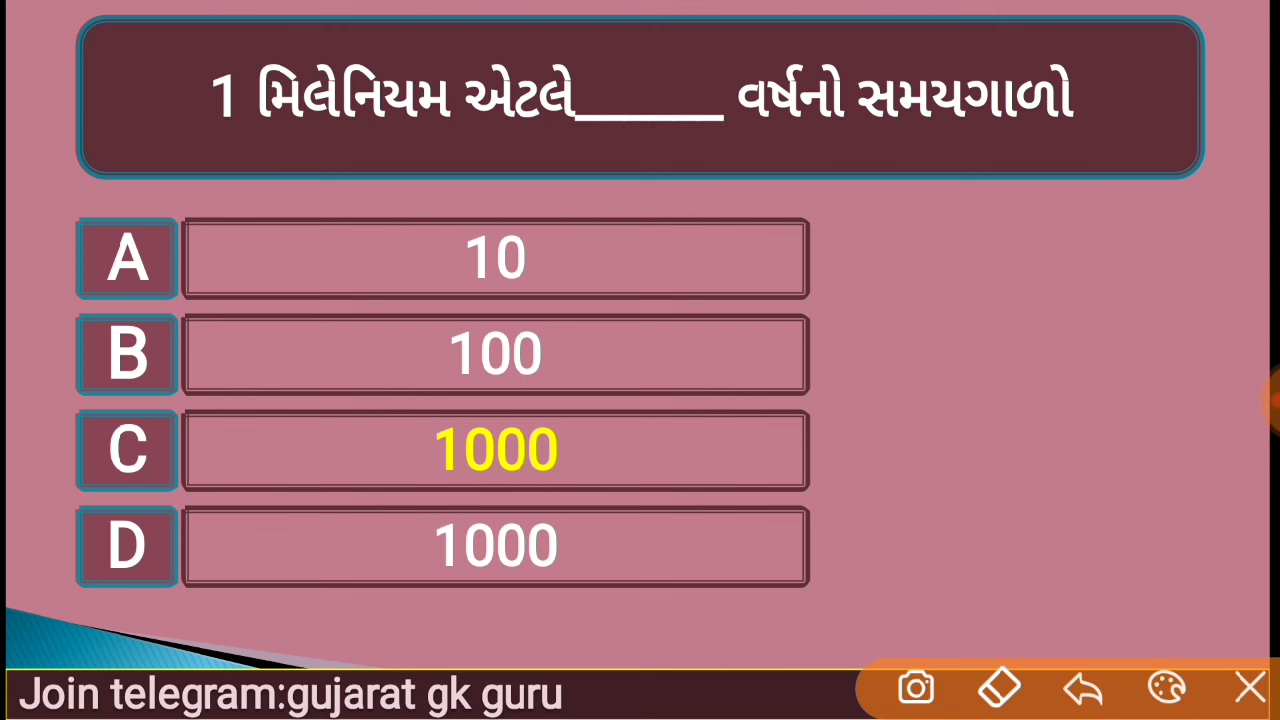 1 મિલેનિયમ એટલે______ વર્ષનો સમયગાળો
A 10
B 100
C 1000
D 1000
Join telegram:gujarat gk guru